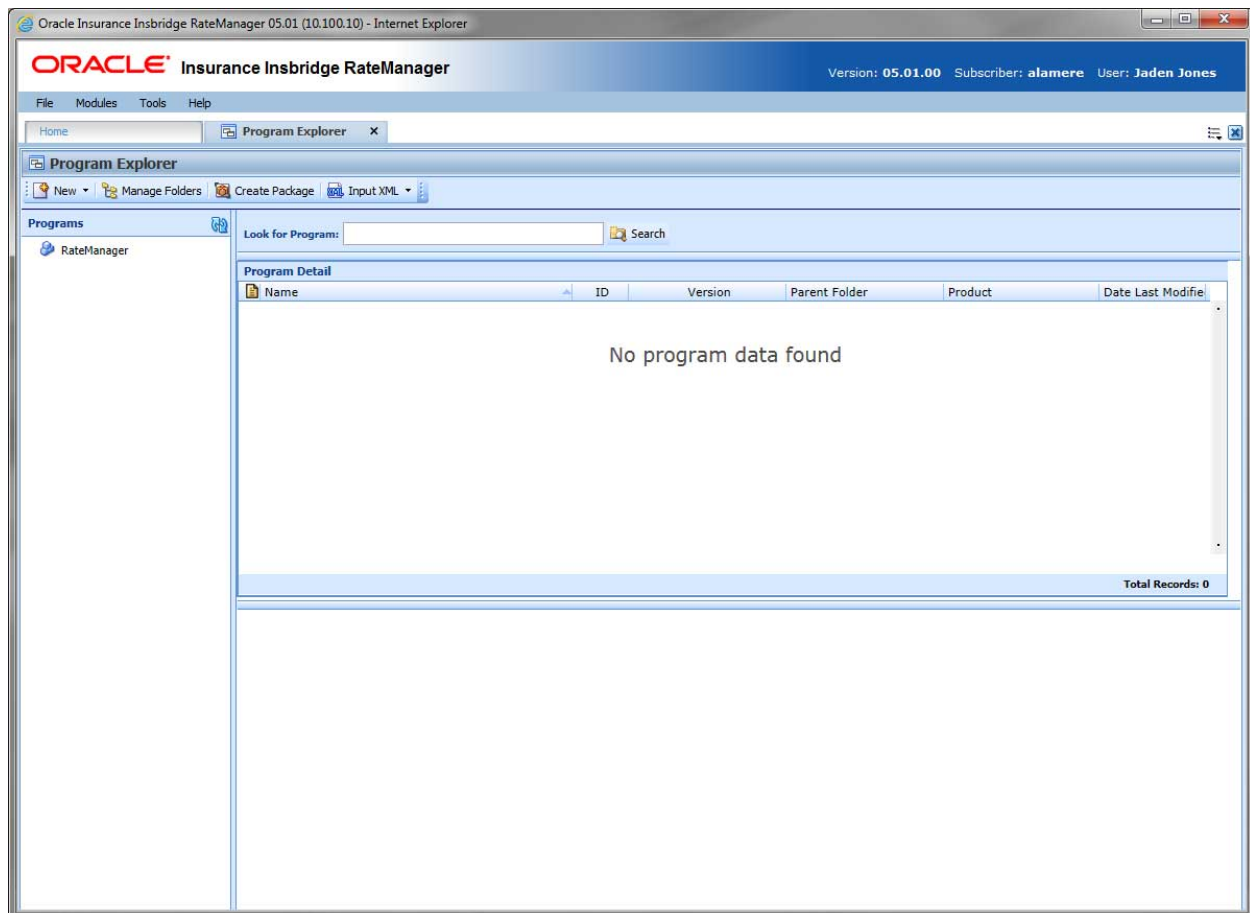 Oracle Insurance Insbridge RateManager 05.01 (10.100.10) - Internet Explorer
ORACLE Insurance Insbridge RateManager
Version: 05.01.00 Subscriber: alamere User: Jaden Jones
File Modules Tools Help
Home Program Explorer x
Program Explorer
New Manage Folders Create Package Input XML
Programs
RateManager
Look for Program: Search
Program Detail
Name ID Version Parent Folder Product Date Last Modifie
No program data found
Total Records: 0